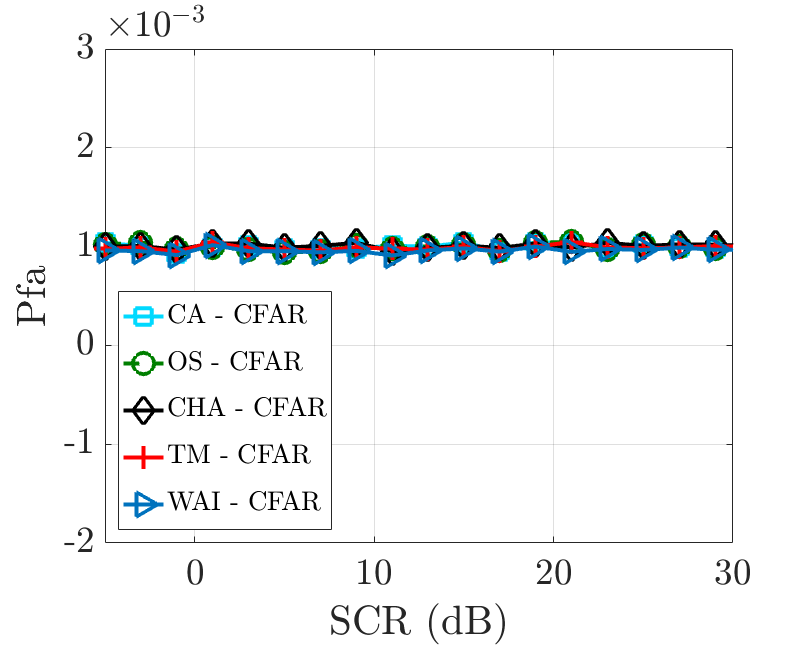 ×10⁻³
3
2
1
0
-1
-2
Pfa
CA - CFAR
OS - CFAR
CHA - CFAR
TM - CFAR
WAI - CFAR
0 10 20 30
SCR (dB)